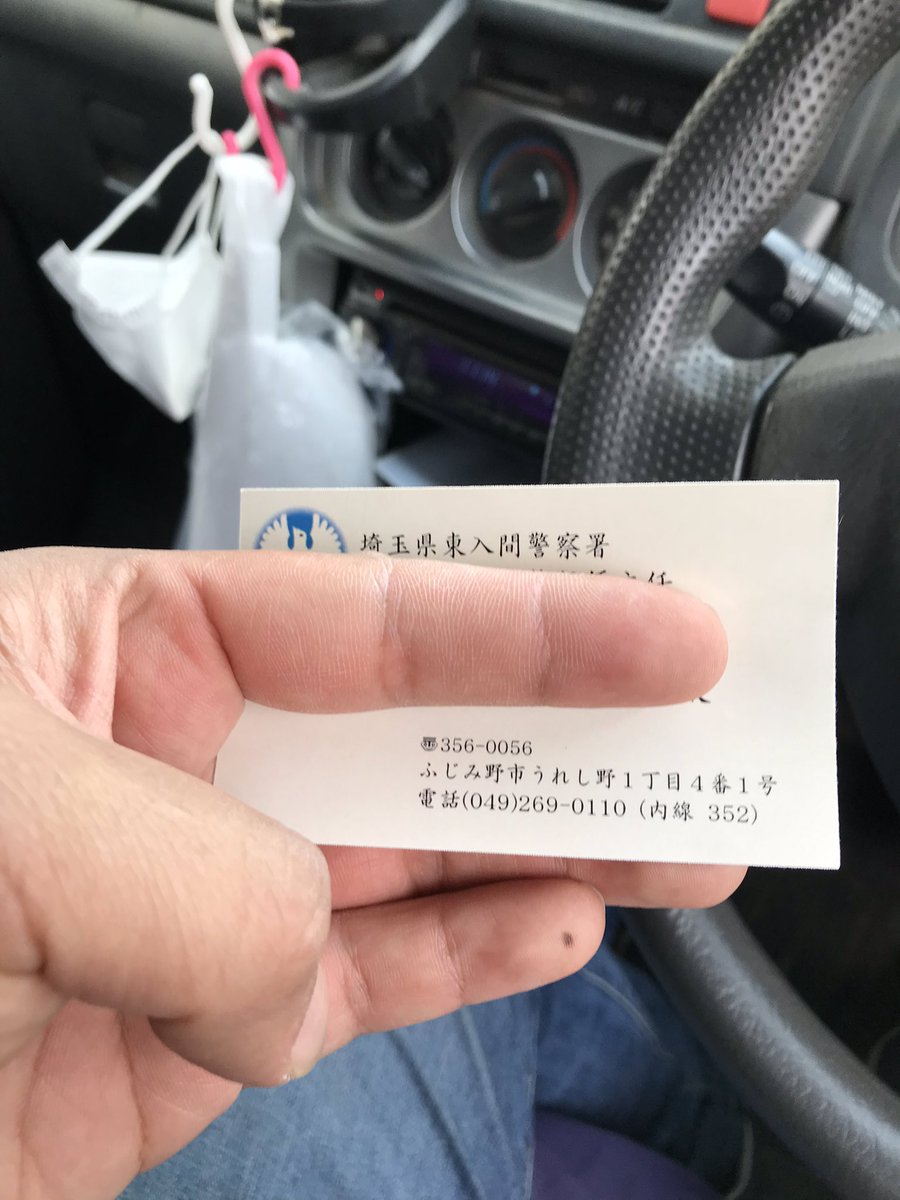 埼玉県東入間警察署
〠356-0056
ふじみ野市うれし野1丁目4番1号
電話(049)269-0110 (内線 352)